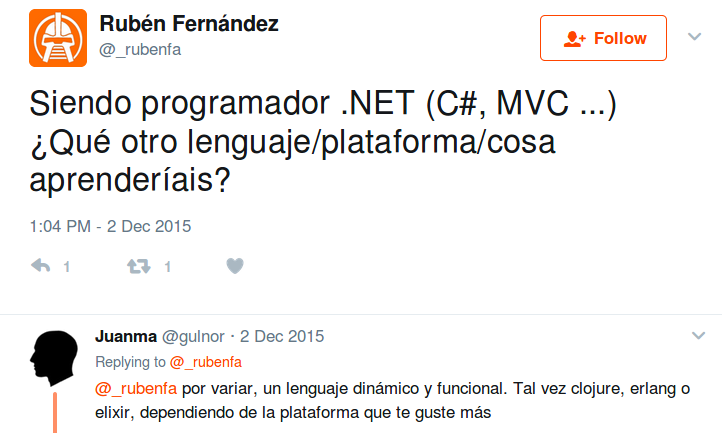 Rubén Fernández
@_rubenfa
Follow
Siendo programador .NET (C#, MVC ...)
¿Qué otro lenguaje/plataforma/cosa
aprenderíais?
1:04 PM - 2 Dec 2015
1 1
Juanma @gulnor · 2 Dec 2015
Replying to @_rubenfa
@_rubenfa por variar, un lenguaje dinámico y funcional. Tal vez clojure, erlang o
elixir, dependiendo de la plataforma que te guste más